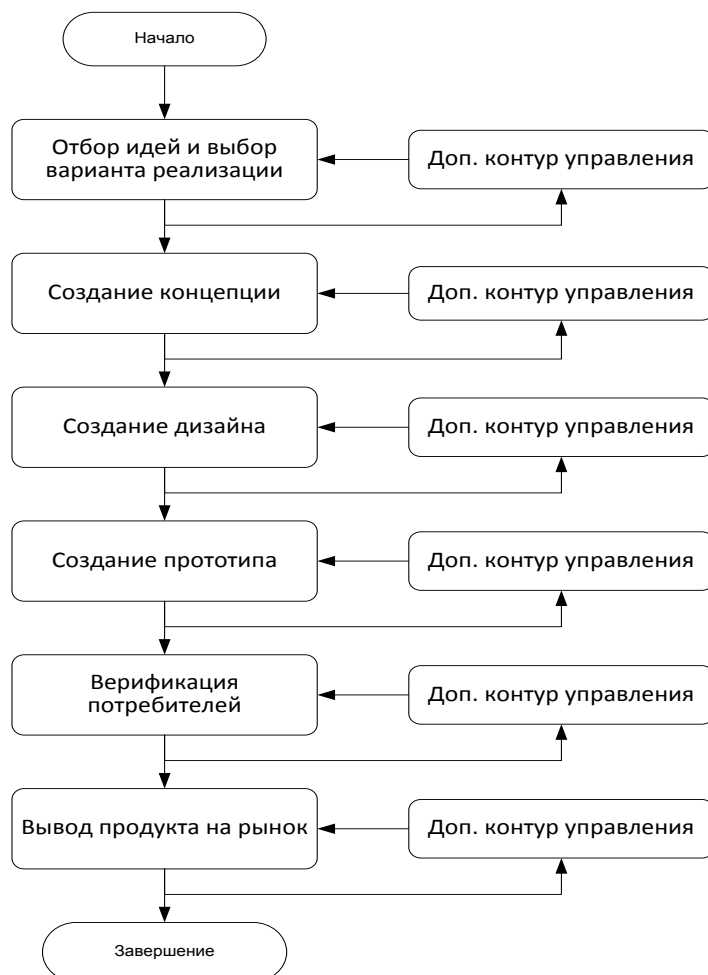 Начало
Отбор идей и выбор
варианта реализации
Доп. контур управления
Создание концепции
Доп. контур управления
Создание дизайна
Доп. контур управления
Создание прототипа
Доп. контур управления
Верификация
потребителей
Доп. контур управления
Вывод продукта на рынок
Доп. контур управления
Завершение